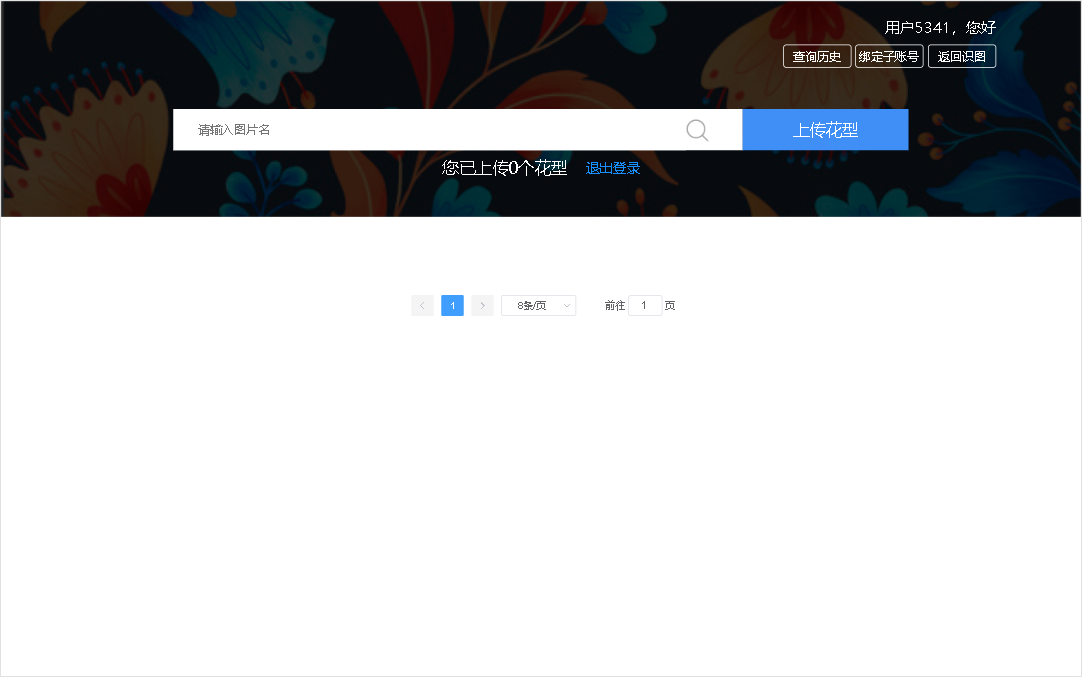 用户5341，您好
查询历史 绑定子账号 返回识图
请输入图片名 上传花型
您已上传0个花型 退出登录
1 8条/页 前往 1 页